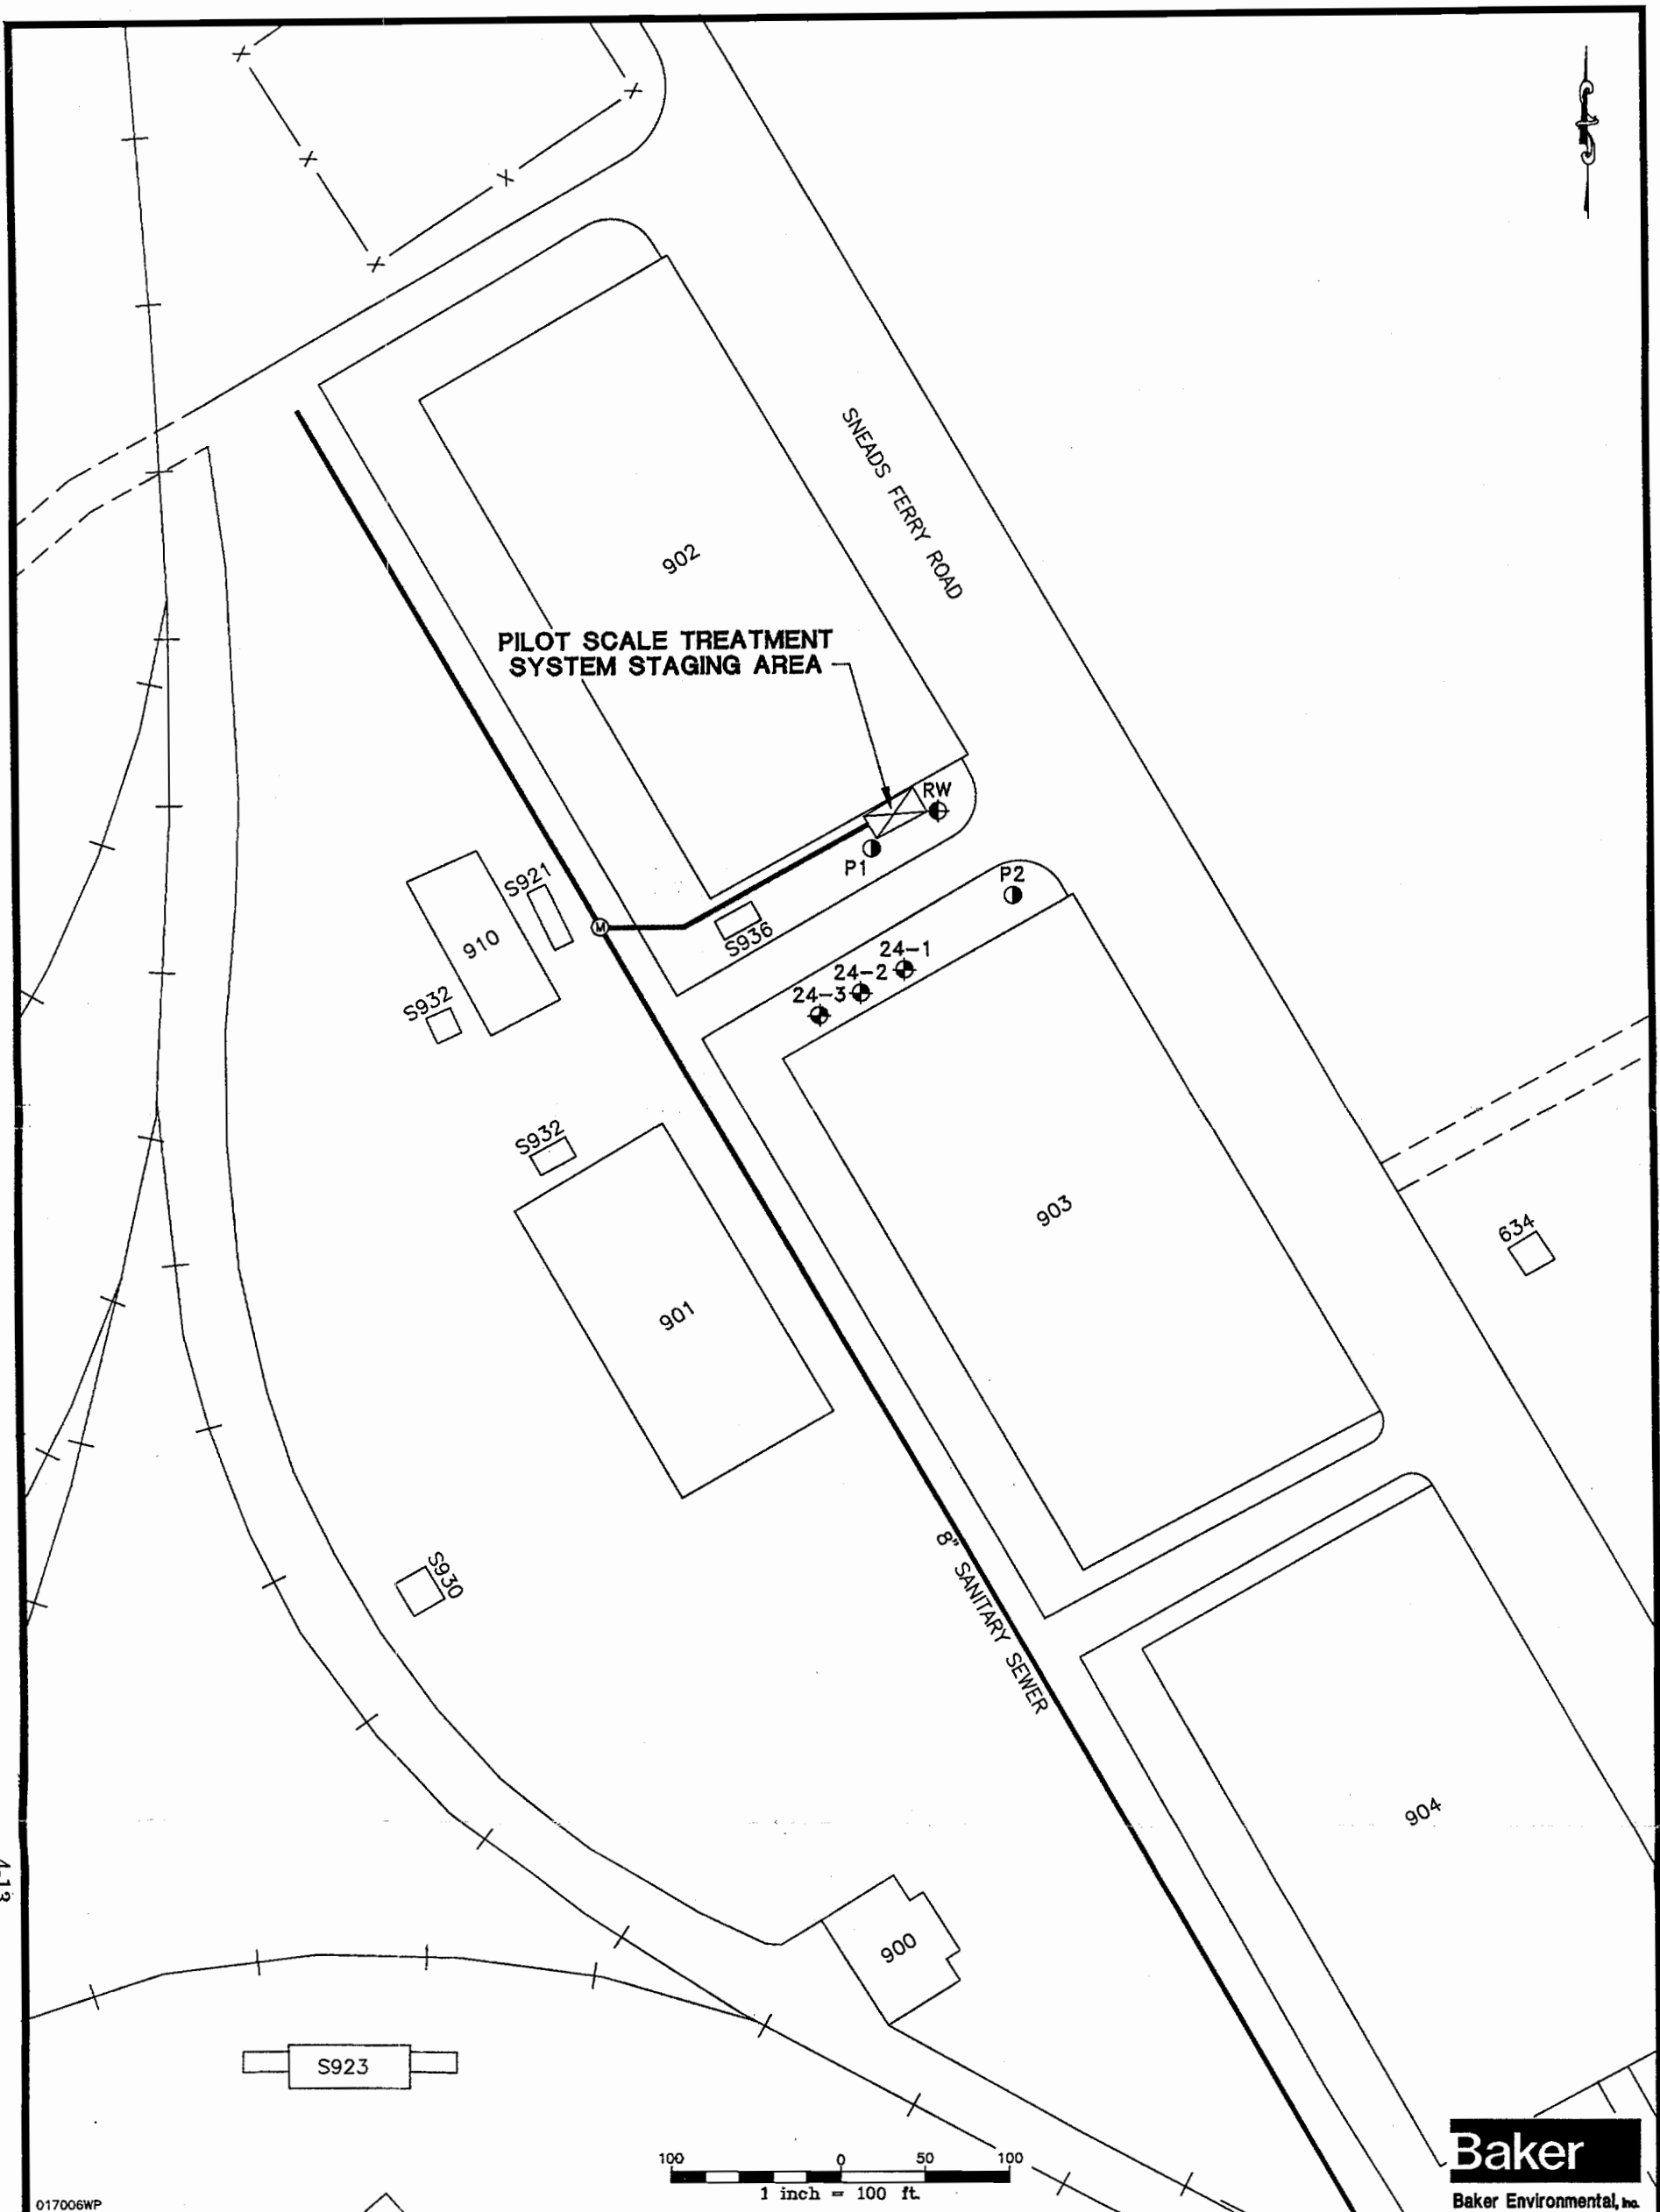 SNEADS FERRY ROAD
902
PILOT SCALE TREATMENT
SYSTEM STAGING AREA
RW
P1
P2
S921
910
S936
24-1
24-2
24-3
S932
S932
903
634
901
8" SANITARY SEWER
S930
904
900
4-13
S923
M
100 0 50 100
1 inch = 100 ft.
Baker
Baker Environmental, Inc.
017006WP